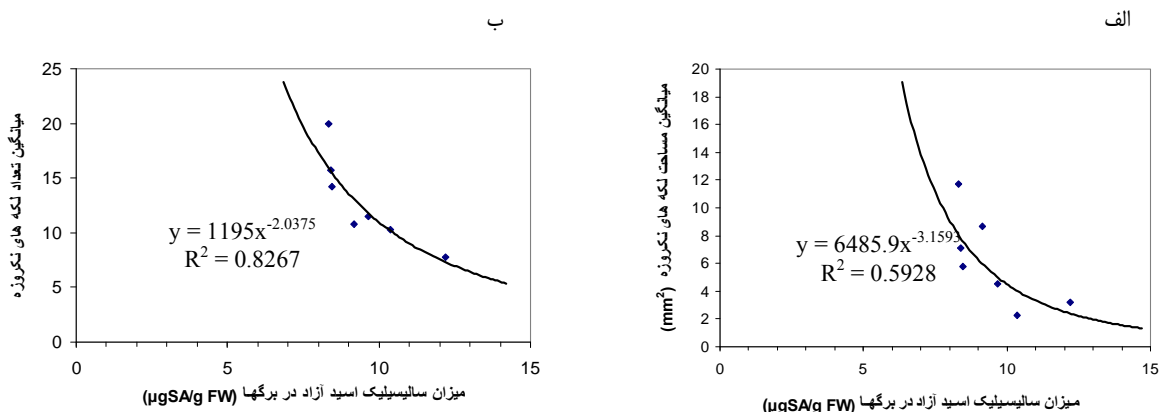 الف
میانگین مساحت لکه های نکروزه (mm²)
20
18
16
14
12
10
8
6
4
2
0
y = 6485.9x^-3.1593
R² = 0.5928
0 5 10 15
میزان سالیسیلیک اسید آزاد در برگها (µgSA/g FW)
ب
میانگین تعداد لکه های نکروزه
25
20
15
10
5
0
y = 1195x^-2.0375
R² = 0.8267
0 5 10 15
میزان سالیسیلیک اسید آزاد در برگها (µgSA/g FW)